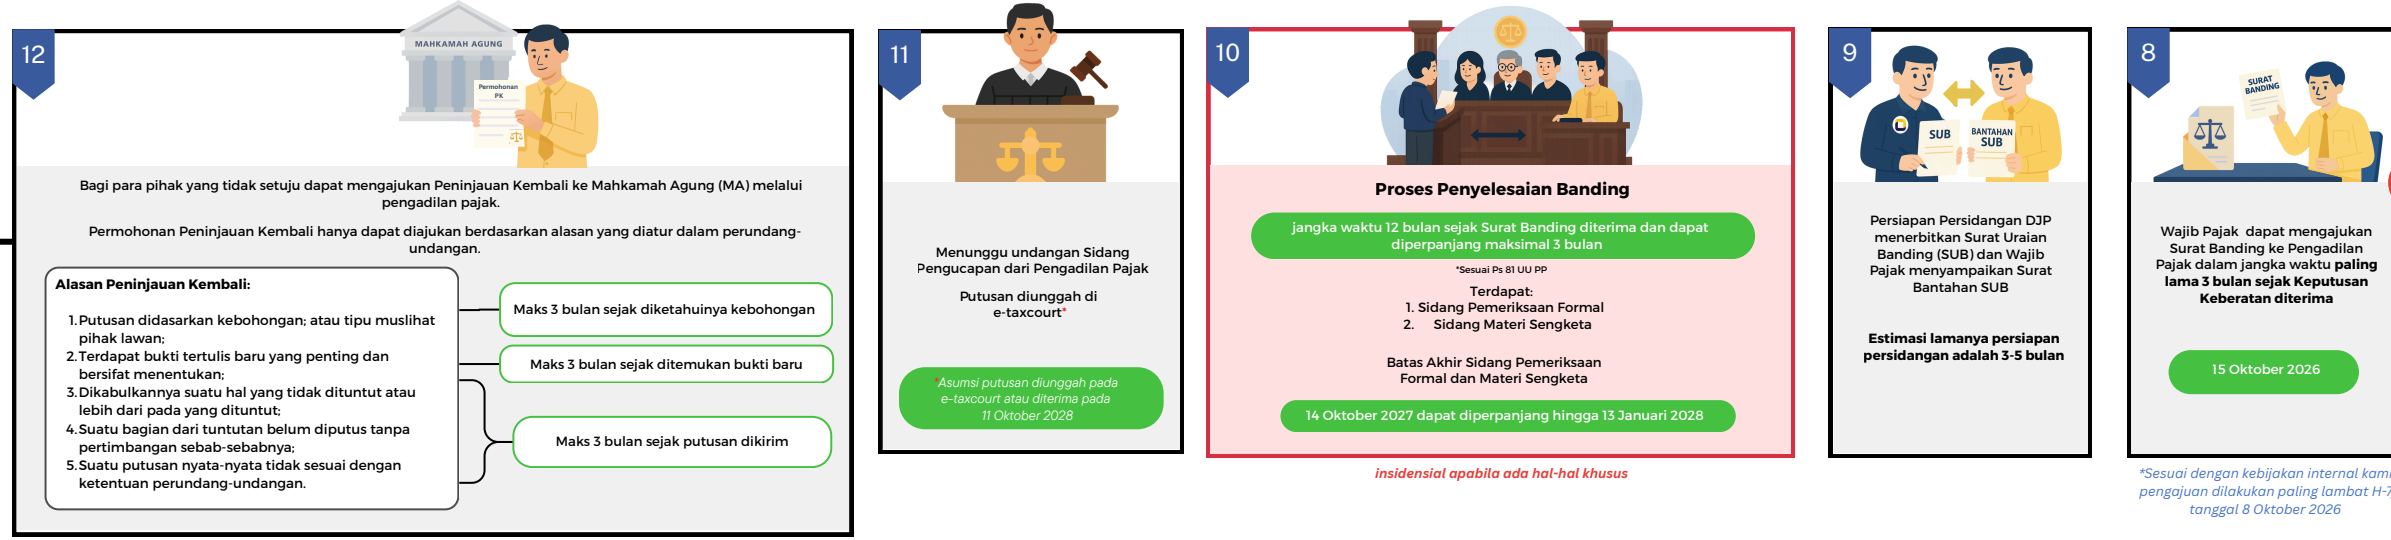 12
MAHKAMAH AGUNG
Permohonan
PK
Bagi para pihak yang tidak setuju dapat mengajukan Peninjauan Kembali ke Mahkamah Agung (MA) melalui
pengadilan pajak.
Permohonan Peninjauan Kembali hanya dapat diajukan berdasarkan alasan yang diatur dalam perundang-
undangan.
Alasan Peninjauan Kembali:
1. Putusan didasarkan kebohongan; atau tipu muslihat
pihak lawan;
2. Terdapat bukti tertulis baru yang penting dan
bersifat menentukan;
3. Dikabulkannya suatu hal yang tidak dituntut atau
lebih dari pada yang dituntut;
4. Suatu bagian dari tuntutan belum diputus tanpa
pertimbangan sebab-sebabnya;
5. Suatu putusan nyata-nyata tidak sesuai dengan
ketentuan perundang-undangan.
Maks 3 bulan sejak diketahuinya kebohongan
Maks 3 bulan sejak ditemukan bukti baru
Maks 3 bulan sejak putusan dikirim
11
Menunggu undangan Sidang
Pengucapan dari Pengadilan Pajak
Putusan diunggah di
e-taxcourt*
*Asumsi putusan diunggah pada
e-taxcourt atau diterima pada
11 Oktober 2028
10
Proses Penyelesaian Banding
jangka waktu 12 bulan sejak Surat Banding diterima dan dapat
diperpanjang maksimal 3 bulan
*Sesuai Ps 81 UU PP
Terdapat:
1. Sidang Pemeriksaan Formal
2. Sidang Materi Sengketa
Batas Akhir Sidang Pemeriksaan
Formal dan Materi Sengketa
14 Oktober 2027 dapat diperpanjang hingga 13 Januari 2028
insidensial apabila ada hal-hal khusus
9
SUB
BANTAHAN
SUB
Persiapan Persidangan DJP
menerbitkan Surat Uraian
Banding (SUB) dan Wajib
Pajak menyampaikan Surat
Bantahan SUB
Estimasi lamanya persiapan
persidangan adalah 3-5 bulan
8
SURAT
BANDING
Wajib Pajak dapat mengajukan
Surat Banding ke Pengadilan
Pajak dalam jangka waktu paling
lama 3 bulan sejak Keputusan
Keberatan diterima
15 Oktober 2026
*Sesuai dengan kebijakan internal kami
pengajuan dilakukan paling lambat H-7
tanggal 8 Oktober 2026